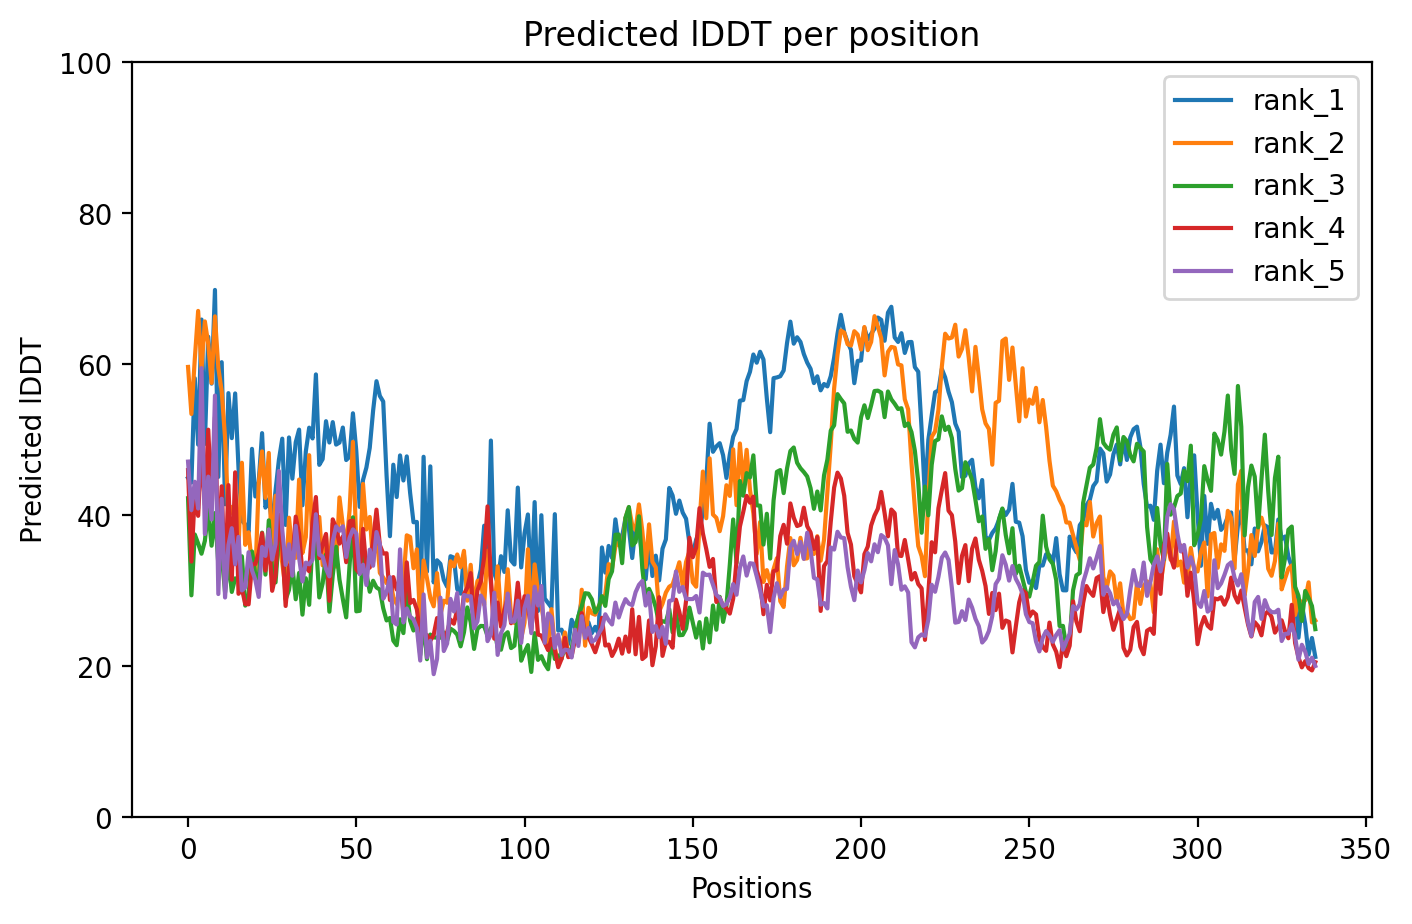 Predicted lDDT per position
100
80
60
40
20
0
Predicted lDDT
rank_1
rank_2
rank_3
rank_4
rank_5
0 50 100 150 200 250 300 350
Positions